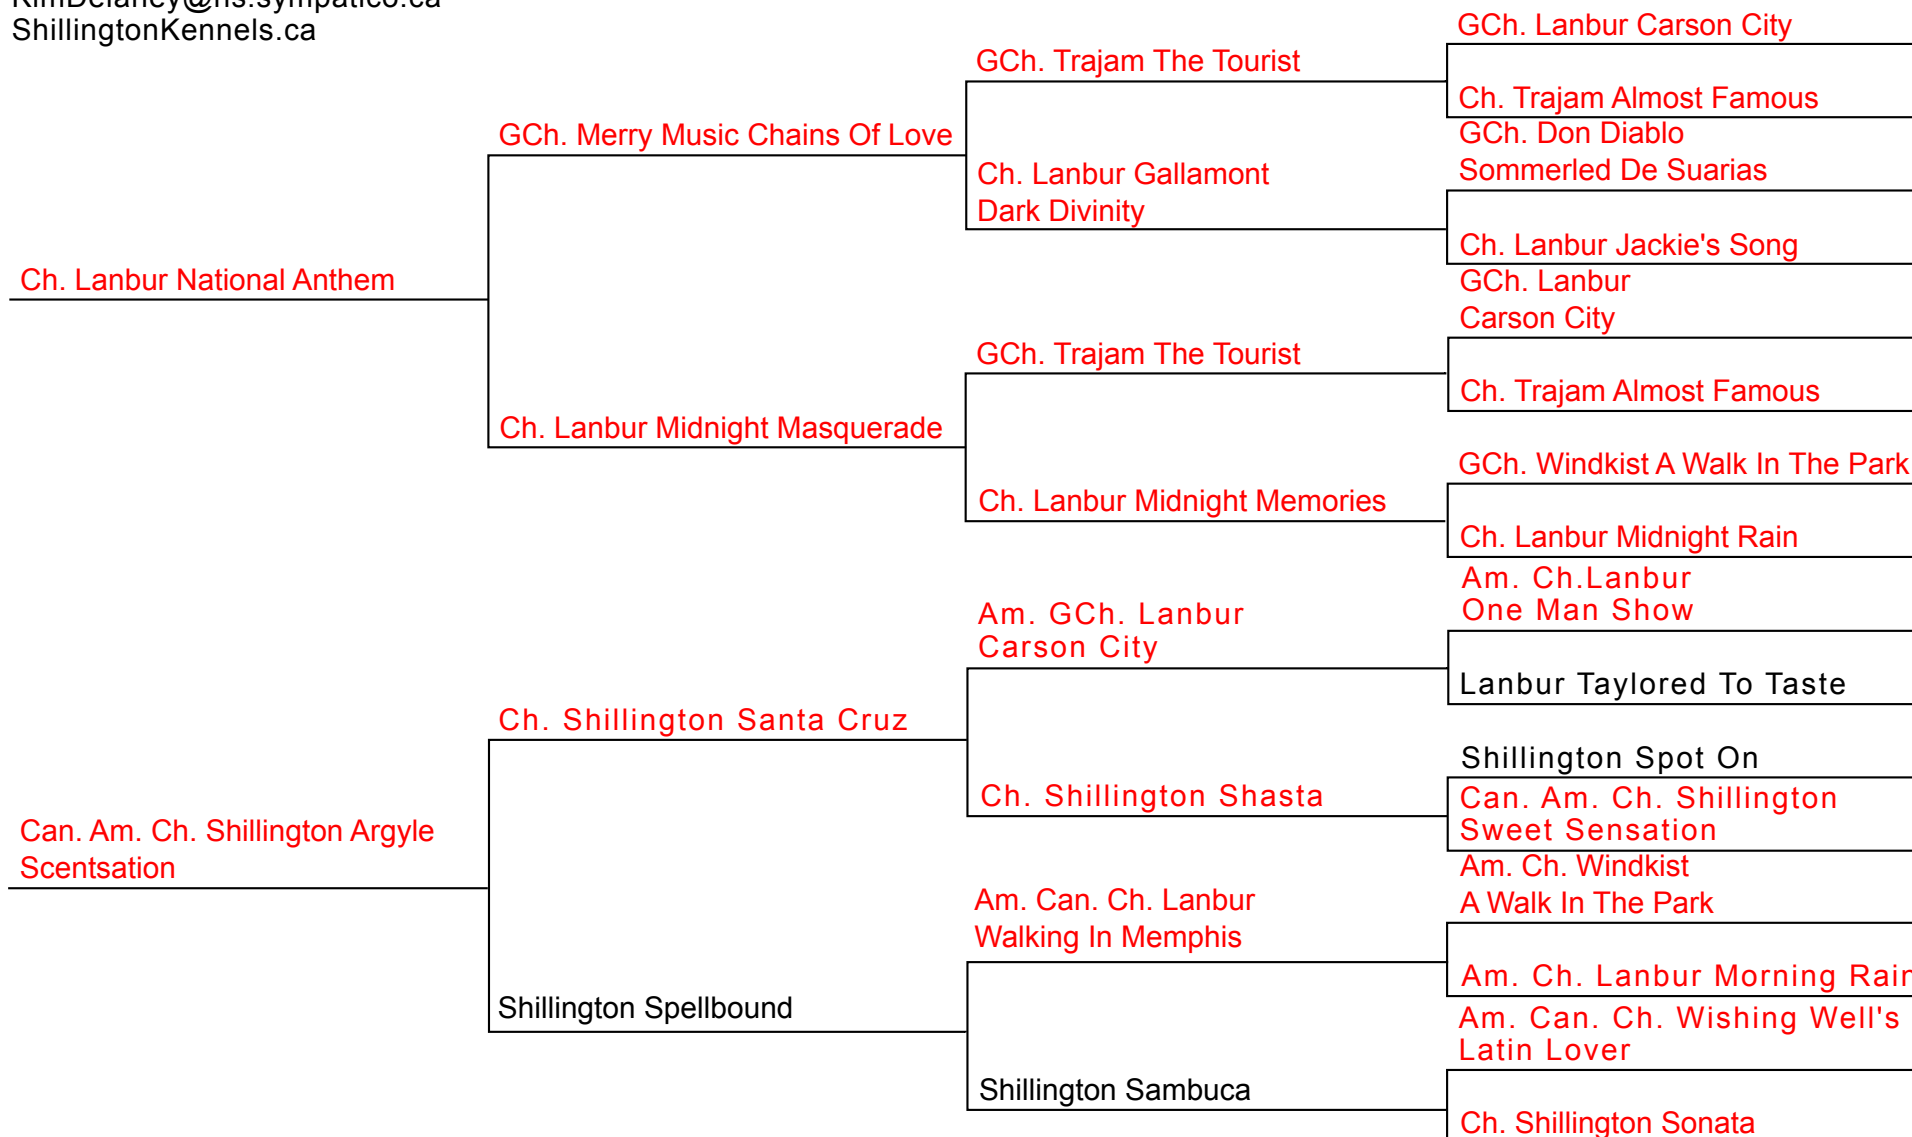 KimDelaney@ns.sympatico.ca
ShillingtonKennels.ca
GCh. Lanbur Carson City
GCh. Trajam The Tourist
Ch. Trajam Almost Famous
GCh. Merry Music Chains Of Love
GCh. Don Diablo
Sommerled De Suarias
Ch. Lanbur Gallamont
Dark Divinity
Ch. Lanbur Jackie's Song
Ch. Lanbur National Anthem
GCh. Lanbur
Carson City
GCh. Trajam The Tourist
Ch. Trajam Almost Famous
Ch. Lanbur Midnight Masquerade
GCh. Windkist A Walk In The Park
Ch. Lanbur Midnight Memories
Ch. Lanbur Midnight Rain
Am. Ch.Lanbur
One Man Show
Am. GCh. Lanbur
Carson City
Lanbur Taylored To Taste
Ch. Shillington Santa Cruz
Shillington Spot On
Ch. Shillington Shasta
Can. Am. Ch. Shillington
Sweet Sensation
Can. Am. Ch. Shillington Argyle
Scentsation
Am. Ch. Windkist
A Walk In The Park
Am. Can. Ch. Lanbur
Walking In Memphis
Am. Ch. Lanbur Morning Rain
Shillington Spellbound
Am. Can. Ch. Wishing Well's
Latin Lover
Shillington Sambuca
Ch. Shillington Sonata